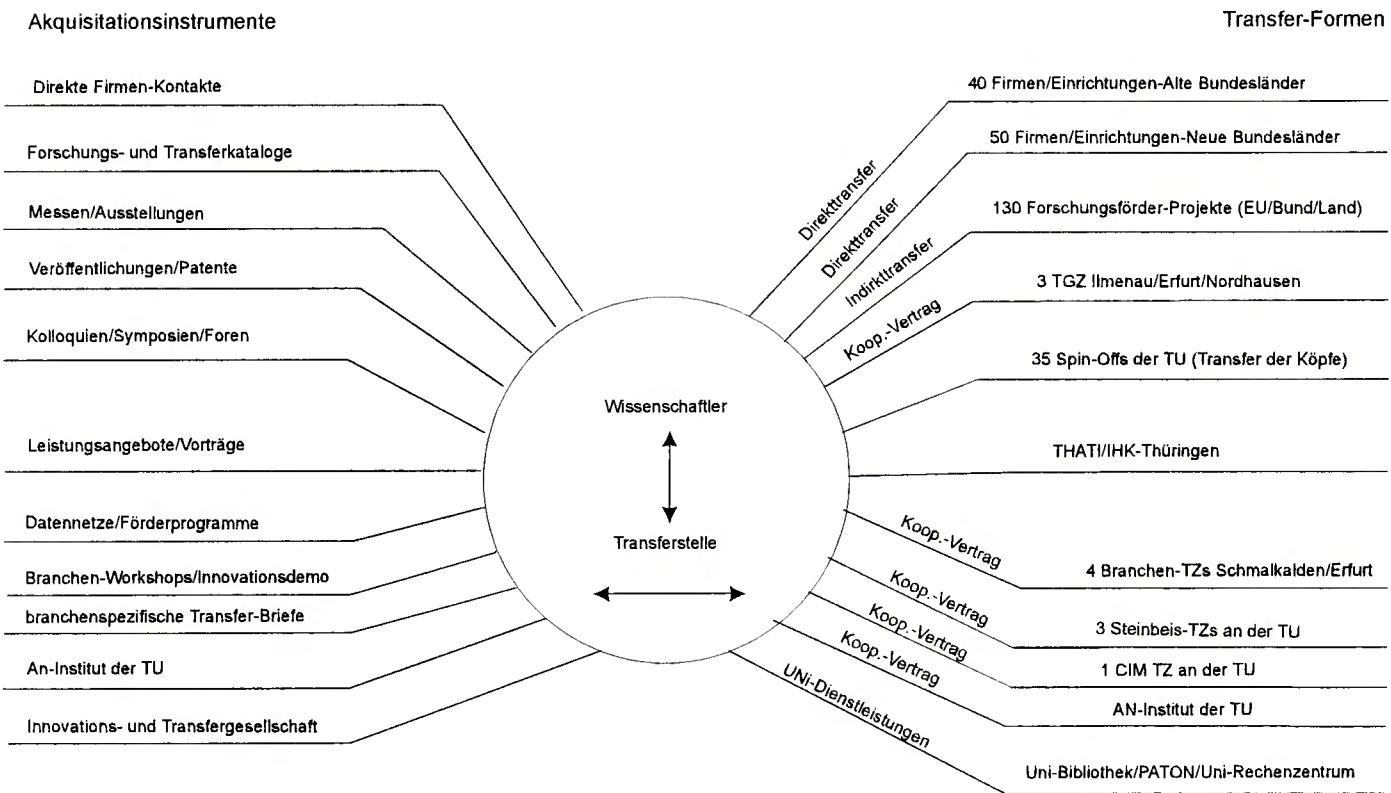 Akquisitationsinstrumente
Transfer-Formen
Direkte Firmen-Kontakte
Forschungs- und Transferkataloge
Messen/Ausstellungen
Veröffentlichungen/Patente
Kolloquien/Symposien/Foren
Leistungsangebote/Vorträge
Datennetze/Förderprogramme
Branchen-Workshops/Innovationsdemo
branchenspezifische Transfer-Briefe
An-Institut der TU
Innovations- und Transfergesellschaft
Wissenschaftler
Transferstelle
Direkttransfer
40 Firmen/Einrichtungen-Alte Bundesländer
Direkttransfer
50 Firmen/Einrichtungen-Neue Bundesländer
Indirkttransfer
130 Forschungsförder-Projekte (EU/Bund/Land)
Koop.-Vertrag
3 TGZ Ilmenau/Erfurt/Nordhausen
35 Spin-Offs der TU (Transfer der Köpfe)
THATI/IHK-Thüringen
Koop.-Vertrag
4 Branchen-TZs Schmalkalden/Erfurt
Koop.-Vertrag
3 Steinbeis-TZs an der TU
Koop.-Vertrag
1 CIM TZ an der TU
Koop.-Vertrag
AN-Institut der TU
UNi-Dienstleistungen
Uni-Bibliothek/PATON/Uni-Rechenzentrum